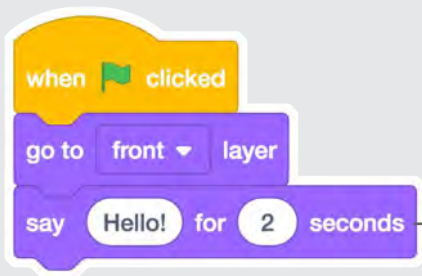 when clicked
go to front layer
say Hello! for 2 seconds